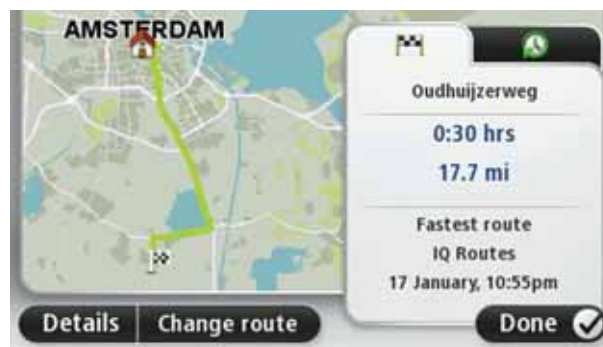 AMSTERDAM
Oudhuijzerweg
0:30 hrs
17.7 mi
Fastest route
IQ Routes
17 January, 10:55pm
Details
Change route
Done